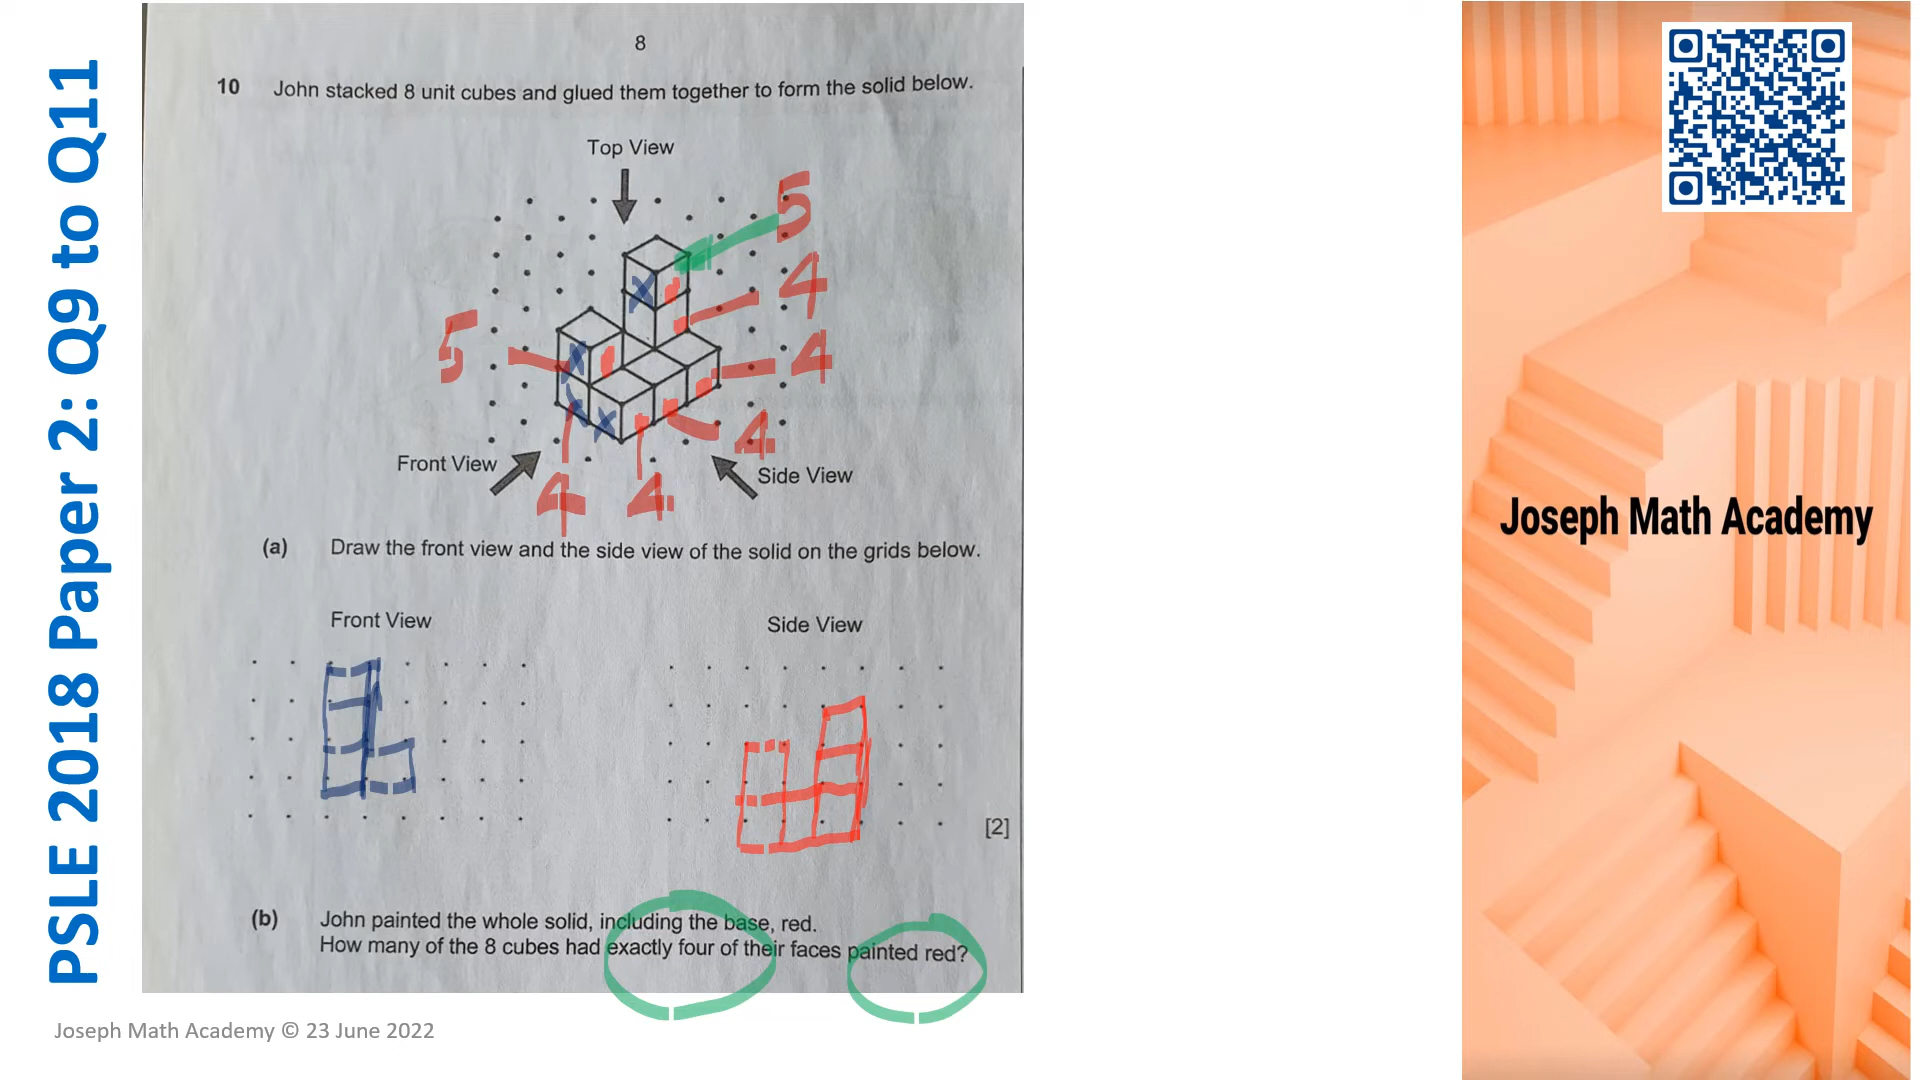 PSLE 2018 Paper 2: Q9 to Q11
8
10 John stacked 8 unit cubes and glued them together to form the solid below.
Top View
5
4
5
4
4
Front View
Side View
4
4
(a) Draw the front view and the side view of the solid on the grids below.
Front View
Side View
[2]
(b) John painted the whole solid, including the base, red.
How many of the 8 cubes had exactly four of their faces painted red?
Joseph Math Academy © 23 June 2022
Joseph Math Academy